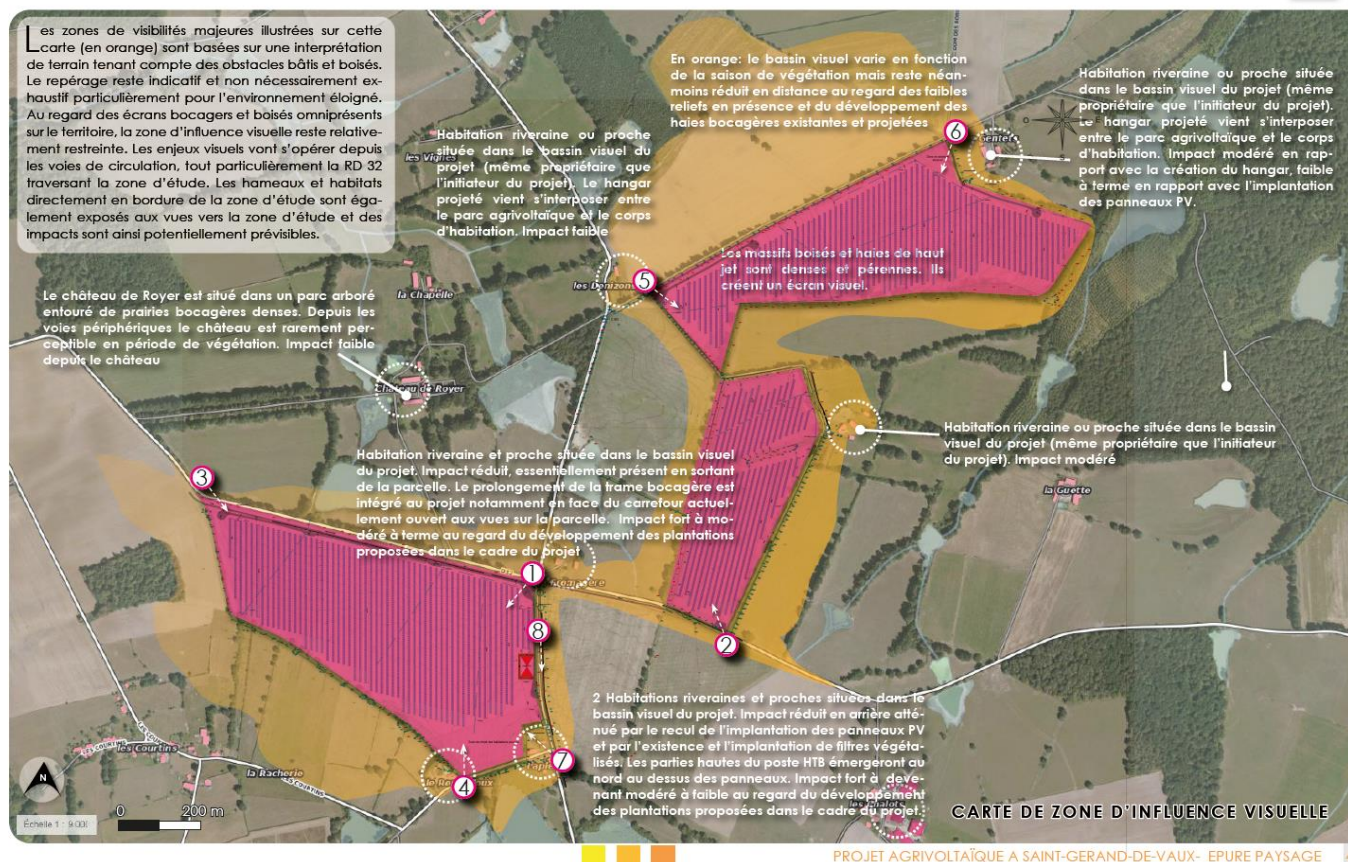 Les zones de visibilités majeures illustrées sur cette
carte (en orange) sont basées sur une interprétation
de terrain tenant compte des obstacles bâtis et boisés.
Le repérage reste indicatif et non nécessairement ex-
haustif particulièrement pour l'environnement éloigné.
Au regard des écrans bocagers et boisés omniprésents
sur le territoire, la zone d'influence visuelle reste relative-
ment restreinte. Les enjeux visuels vont s'opérer depuis
les voies de circulation, tout particulièrement la RD 32
traversant la zone d'étude. Les hameaux et habitats
directement en bordure de la zone d'étude sont éga-
lement exposés aux vues vers la zone d'étude et des
impacts sont ainsi potentiellement prévisibles.
En orange: le bassin visuel varie en fonction
de la saison de végétation mais reste néan-
moins réduit en distance au regard des faibles
reliefs en présence et du développement des
haies bocagères existantes et projetées
Habitation riveraine ou proche située
dans le bassin visuel du projet (même
propriétaire que l'initiateur du projet).
Le hangar projeté vient s'interposer
entre le parc agrivoltaïque et le corps
d'habitation. Impact modéré en rap-
port avec la création du hangar, faible
à terme en rapport avec l'implantation
des panneaux PV.
Habitation riveraine ou proche
située dans le bassin visuel du
projet (même propriétaire que
l'initiateur du projet). Le hangar
projeté vient s'interposer entre
le parc agrivoltaïque et le corps
d'habitation. Impact faible
les Vignes
6
Les massifs boisés et haies de haut
jet sont denses et pérennes. Ils
créent un écran visuel.
5
les Donizons
la Chapelle
Le château de Royer est situé dans un parc arboré
entouré de prairies bocagères denses. Depuis les
voies périphériques le château est rarement per-
ceptible en période de végétation. Impact faible
depuis le château
Château de Royer
Habitation riveraine ou proche située dans le bassin
visuel du projet (même propriétaire que l'initiateur
du projet). Impact modéré
la Guette
Habitation riveraine et proche située dans le bassin visuel
du projet. Impact réduit, essentiellement présent en sortant
de la parcelle. Le prolongement de la trame bocagère est
intégré au projet notamment en face du carrefour actuel-
lement ouvert aux vues sur la parcelle. Impact fort à mo-
déré à terme au regard du développement des plantations
proposées dans le cadre du projet
3
1
8
2
2 Habitations riveraines et proches situées dans le
bassin visuel du projet. Impact réduit en arrière atté-
nué par le recul de l'implantation des panneaux PV
et par l'existence et l'implantation de filtres végéta-
lisés. Les parties hautes du poste HTB émergeront au
nord au dessus des panneaux. Impact fort à deve-
nant modéré à faible au regard du développement
des plantations proposées dans le cadre du projet.
7
4
les Courtins
LES COURTINS
la Racherie
LES COURTINS
N
0 200 m
Échelle 1 : 9 000
CARTE DE ZONE D'INFLUENCE VISUELLE
PROJET AGRIVOLTAÏQUE A SAINT-GERAND-DE-VAUX- EPURE PAYSAGE